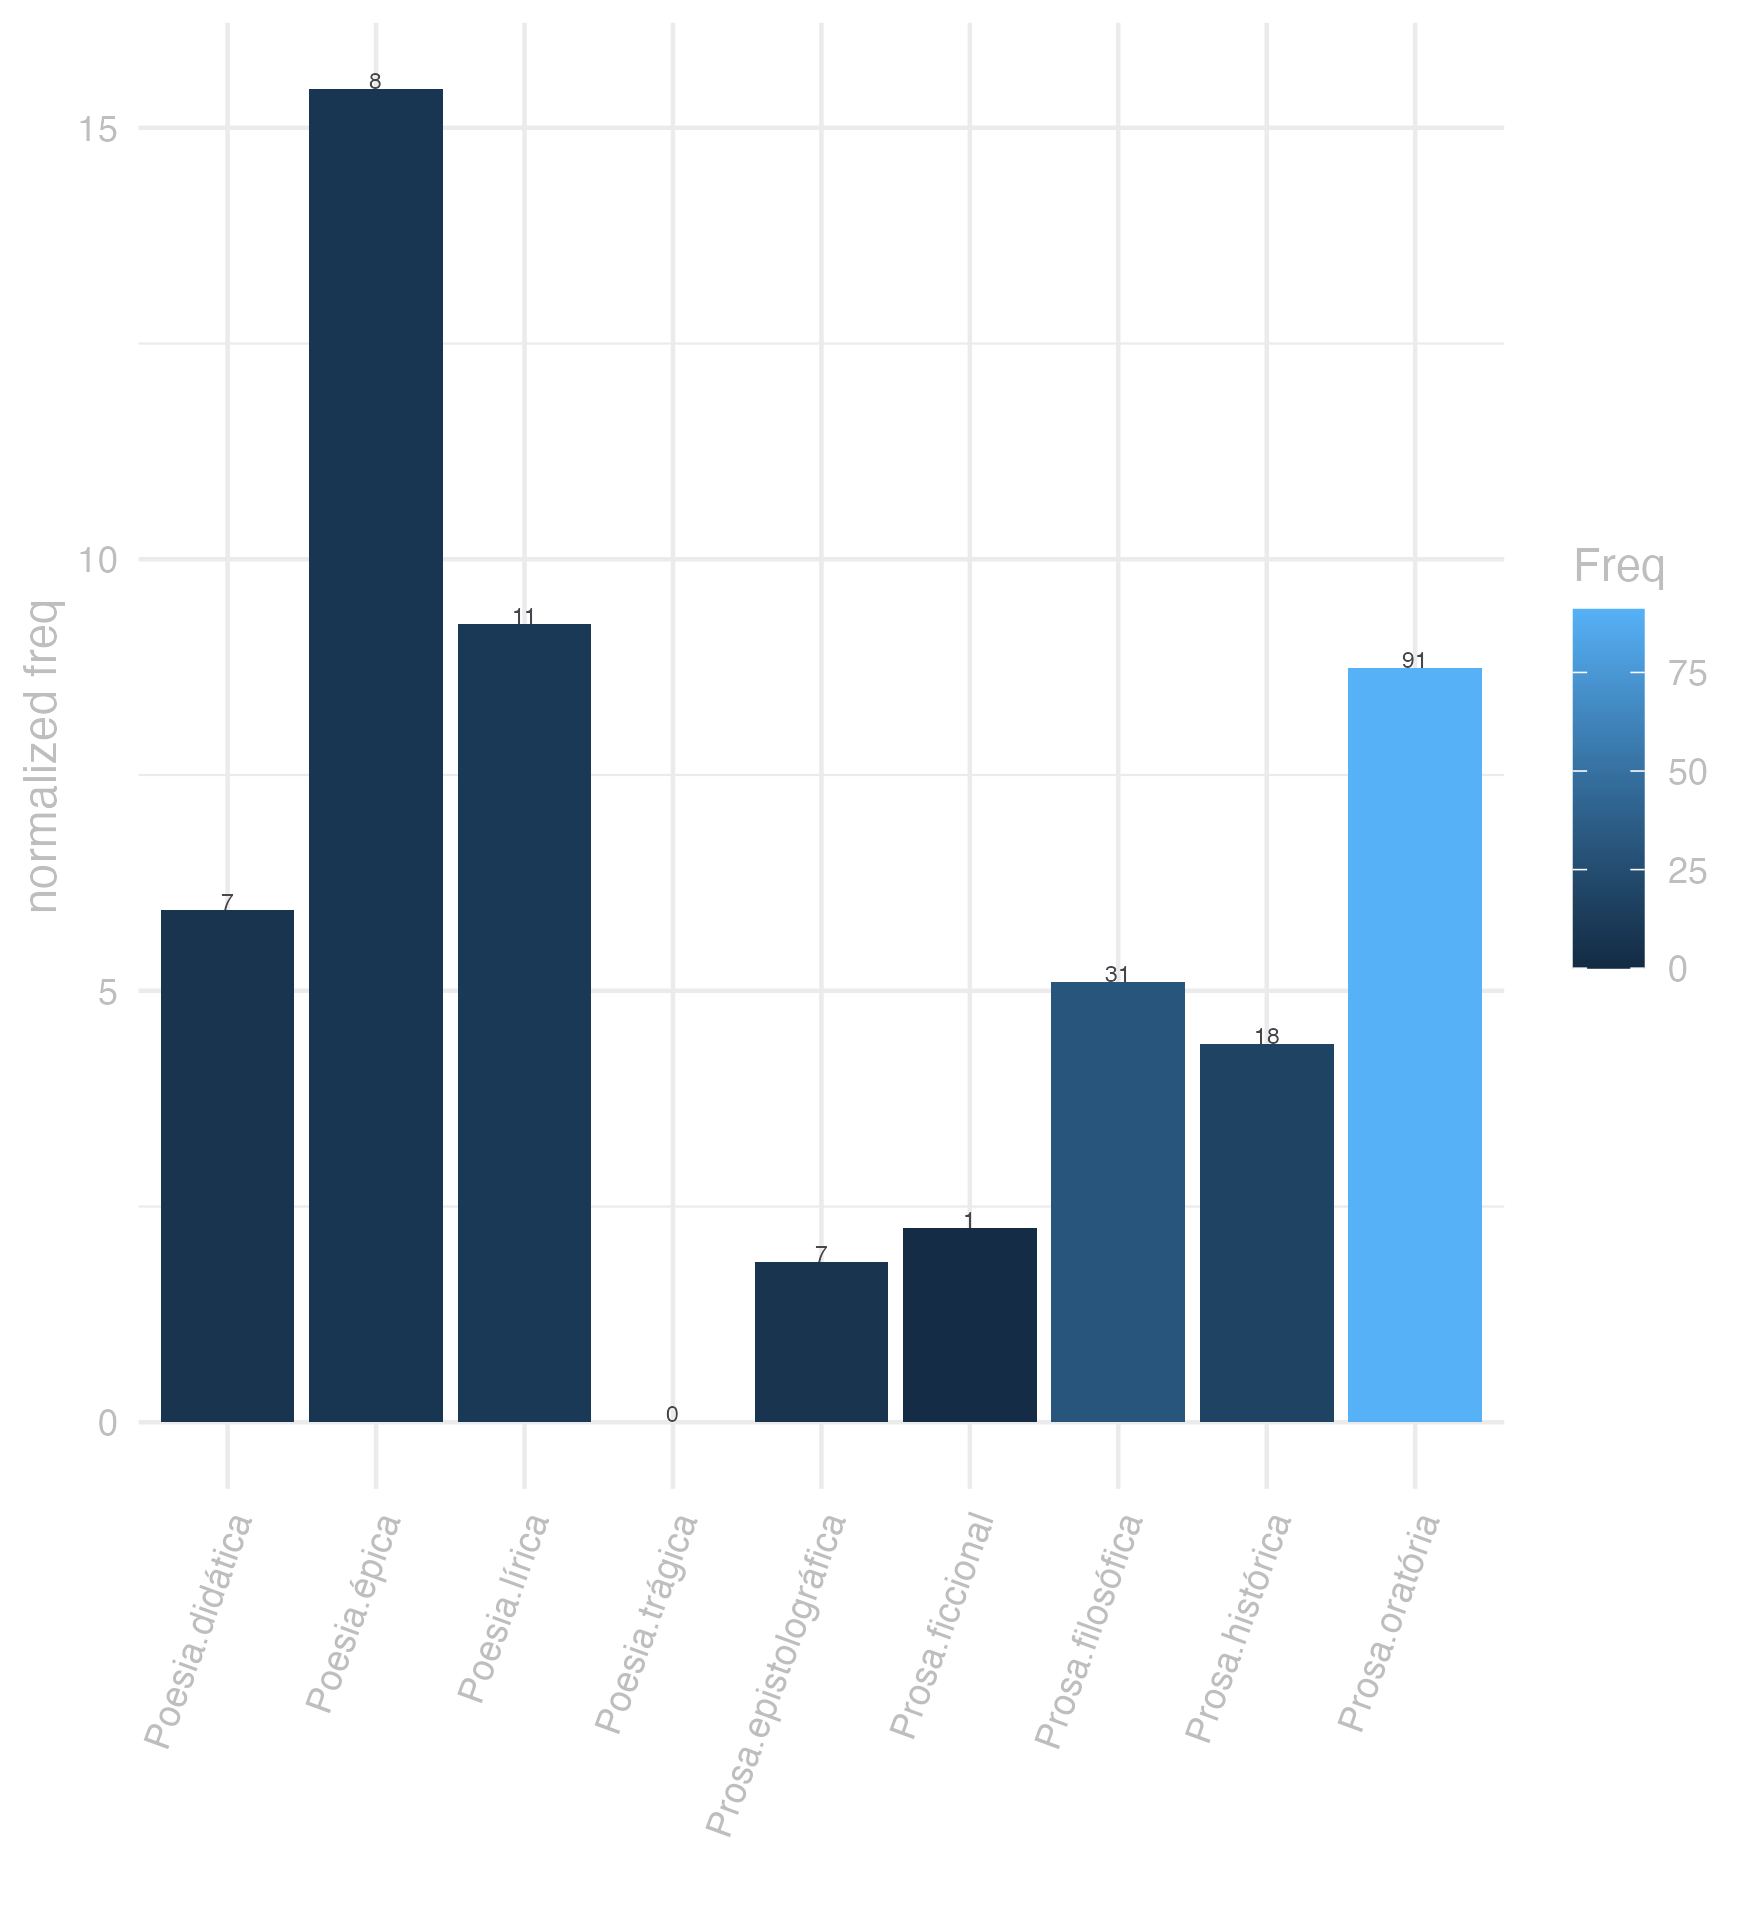 normalized freq
15
10
5
0
7
8
11
0
7
1
31
18
91
Poesia.didática
Poesia.épica
Poesia.lírica
Poesia.trágica
Prosa.epistolográfica
Prosa.ficcional
Prosa.filosófica
Prosa.histórica
Prosa.oratória
Freq
75
50
25
0